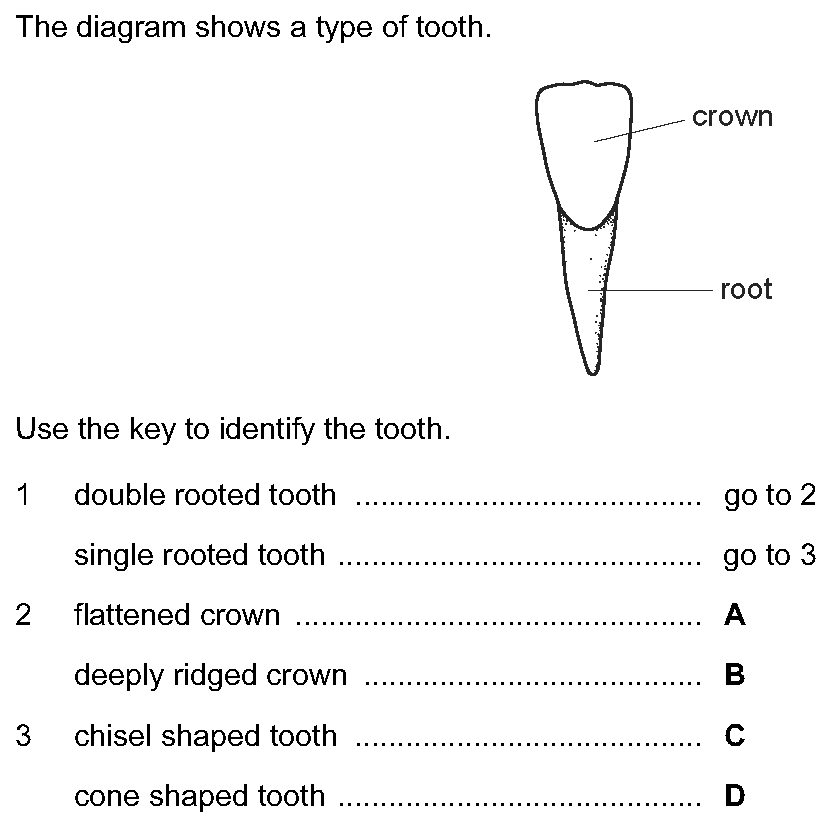 The diagram shows a type of tooth.
crown
root
Use the key to identify the tooth.
1 double rooted tooth ......................................... go to 2
single rooted tooth ........................................... go to 3
2 flattened crown ................................................ A
deeply ridged crown ........................................ B
3 chisel shaped tooth ......................................... C
cone shaped tooth ........................................... D